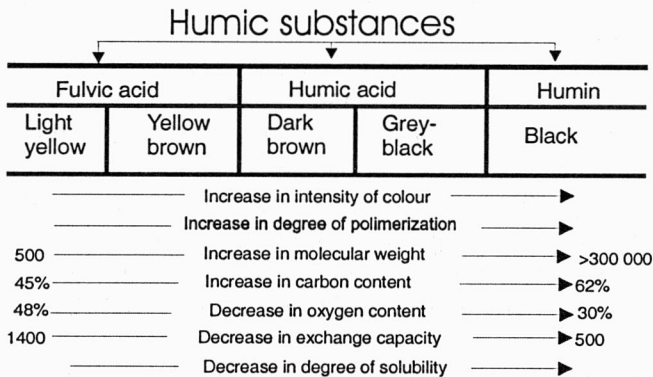 Humic substances
Fulvic acid Humic acid Humin
Light yellow Yellow brown Dark brown Grey-black Black
Increase in intensity of colour
Increase in degree of polimerization
500 Increase in molecular weight >300 000
45% Increase in carbon content 62%
48% Decrease in oxygen content 30%
1400 Decrease in exchange capacity 500
Decrease in degree of solubility